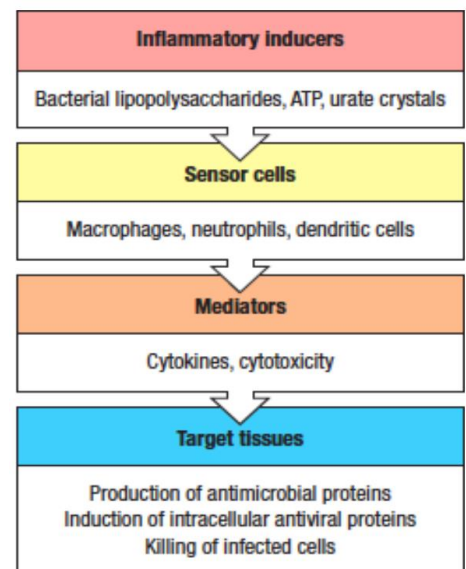 Inflammatory inducers
Bacterial lipopolysaccharides, ATP, urate crystals
Sensor cells
Macrophages, neutrophils, dendritic cells
Mediators
Cytokines, cytotoxicity
Target tissues
Production of antimicrobial proteins
Induction of intracellular antiviral proteins
Killing of infected cells